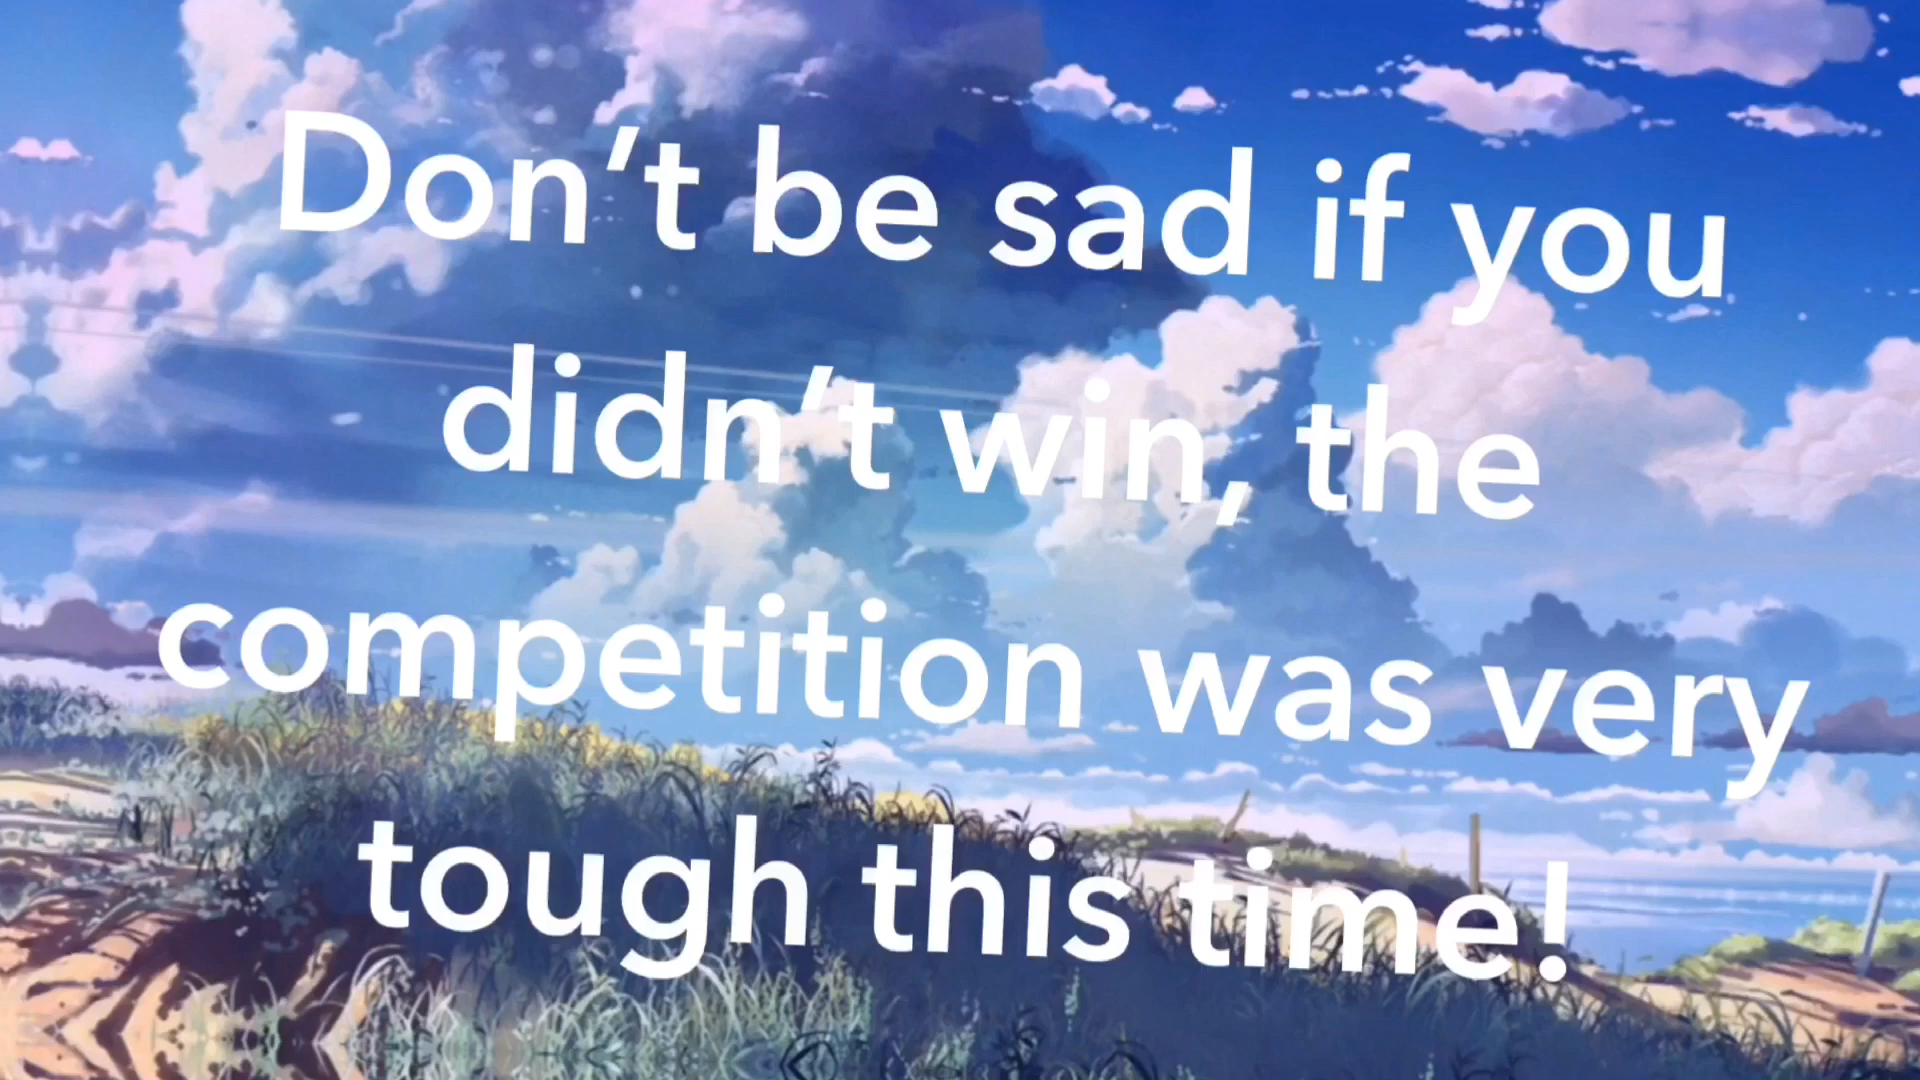 Don't be sad if you
didn't win, the
competition was very
tough this time!